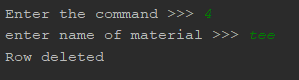 Enter the command >>> 4
enter name of material >>> tee
Row deleted